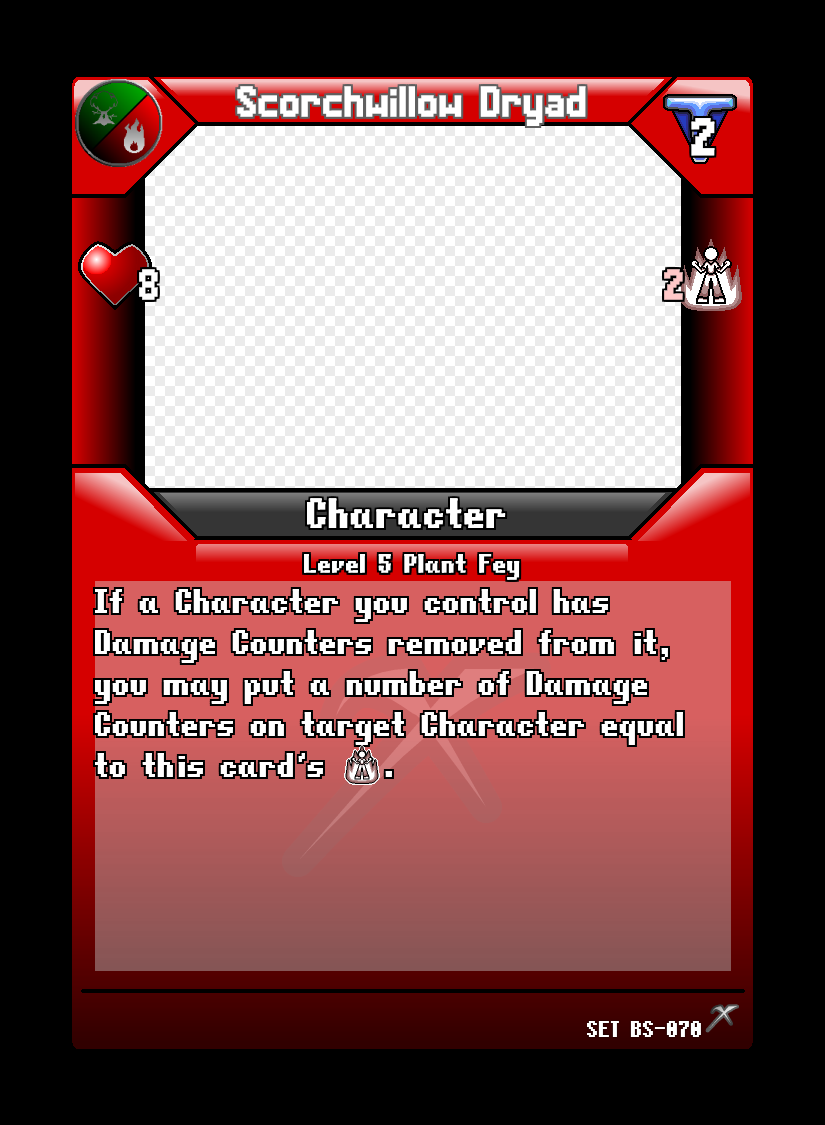 Scorchwillow Dryad
2
8
2
Character
Level 5 Plant Fey
If a Character you control has
Damage Counters removed from it,
you may put a number of Damage
Counters on target Character equal
to this card's .
SET BS-070